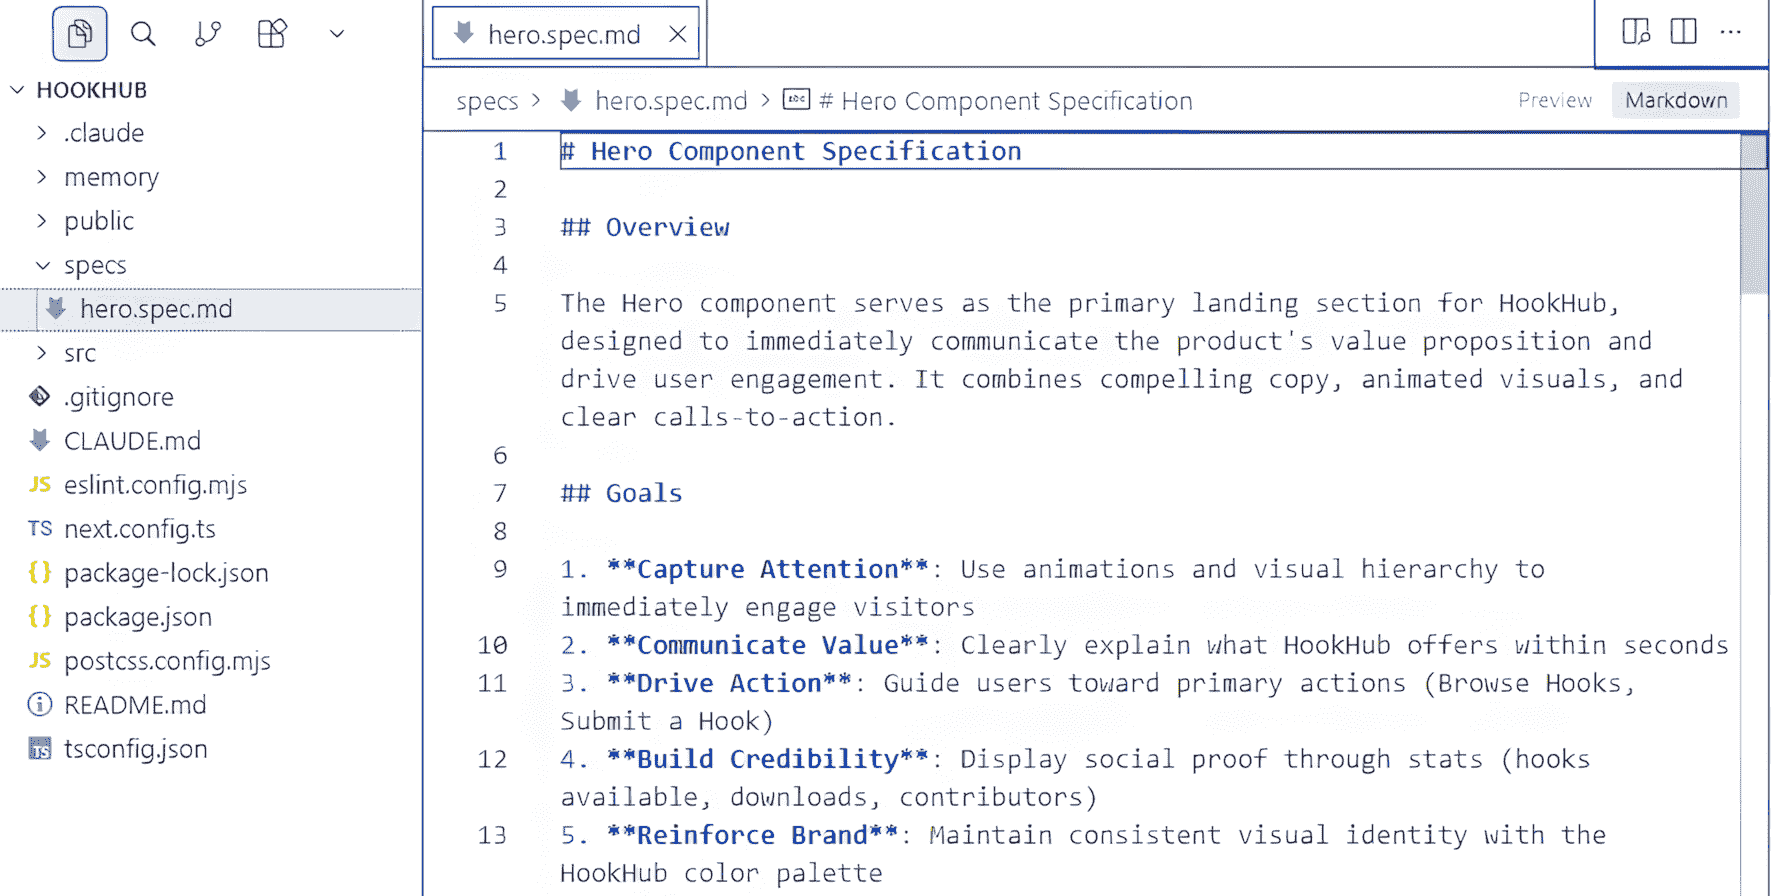 HOOKHUB
.claude
memory
public
specs
hero.spec.md
src
.gitignore
CLAUDE.md
JS eslint.config.mjs
TS next.config.ts
{} package-lock.json
{} package.json
JS postcss.config.mjs
README.md
TS tsconfig.json
hero.spec.md
specs > hero.spec.md > abc # Hero Component Specification
Preview Markdown
1 # Hero Component Specification
2
3 ## Overview
4
5 The Hero component serves as the primary landing section for HookHub,
designed to immediately communicate the product's value proposition and
drive user engagement. It combines compelling copy, animated visuals, and
clear calls-to-action.
6
7 ## Goals
8
9 1. **Capture Attention**: Use animations and visual hierarchy to
immediately engage visitors
10 2. **Communicate Value**: Clearly explain what HookHub offers within seconds
11 3. **Drive Action**: Guide users toward primary actions (Browse Hooks,
Submit a Hook)
12 4. **Build Credibility**: Display social proof through stats (hooks
available, downloads, contributors)
13 5. **Reinforce Brand**: Maintain consistent visual identity with the
HookHub color palette